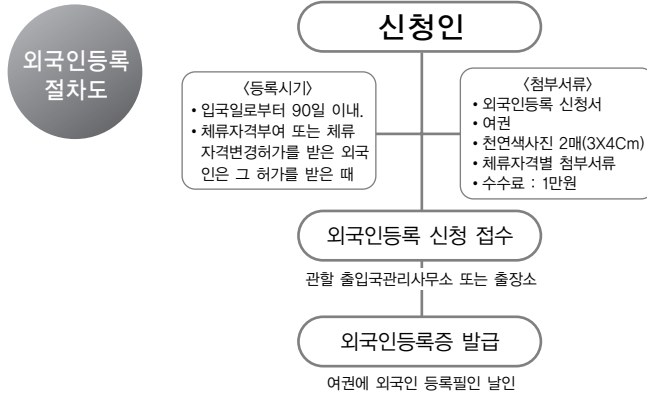 외국인등록
절차도
신청인
〈등록시기〉
• 입국일로부터 90일 이내.
• 체류자격부여 또는 체류
자격변경허가를 받은 외국
인은 그 허가를 받은 때
〈첨부서류〉
• 외국인등록 신청서
• 여권
• 천연색사진 2매(3X4Cm)
• 체류자격별 첨부서류
• 수수료 : 1만원
외국인등록 신청 접수
관할 출입국관리사무소 또는 출장소
외국인등록증 발급
여권에 외국인 등록필인 날인